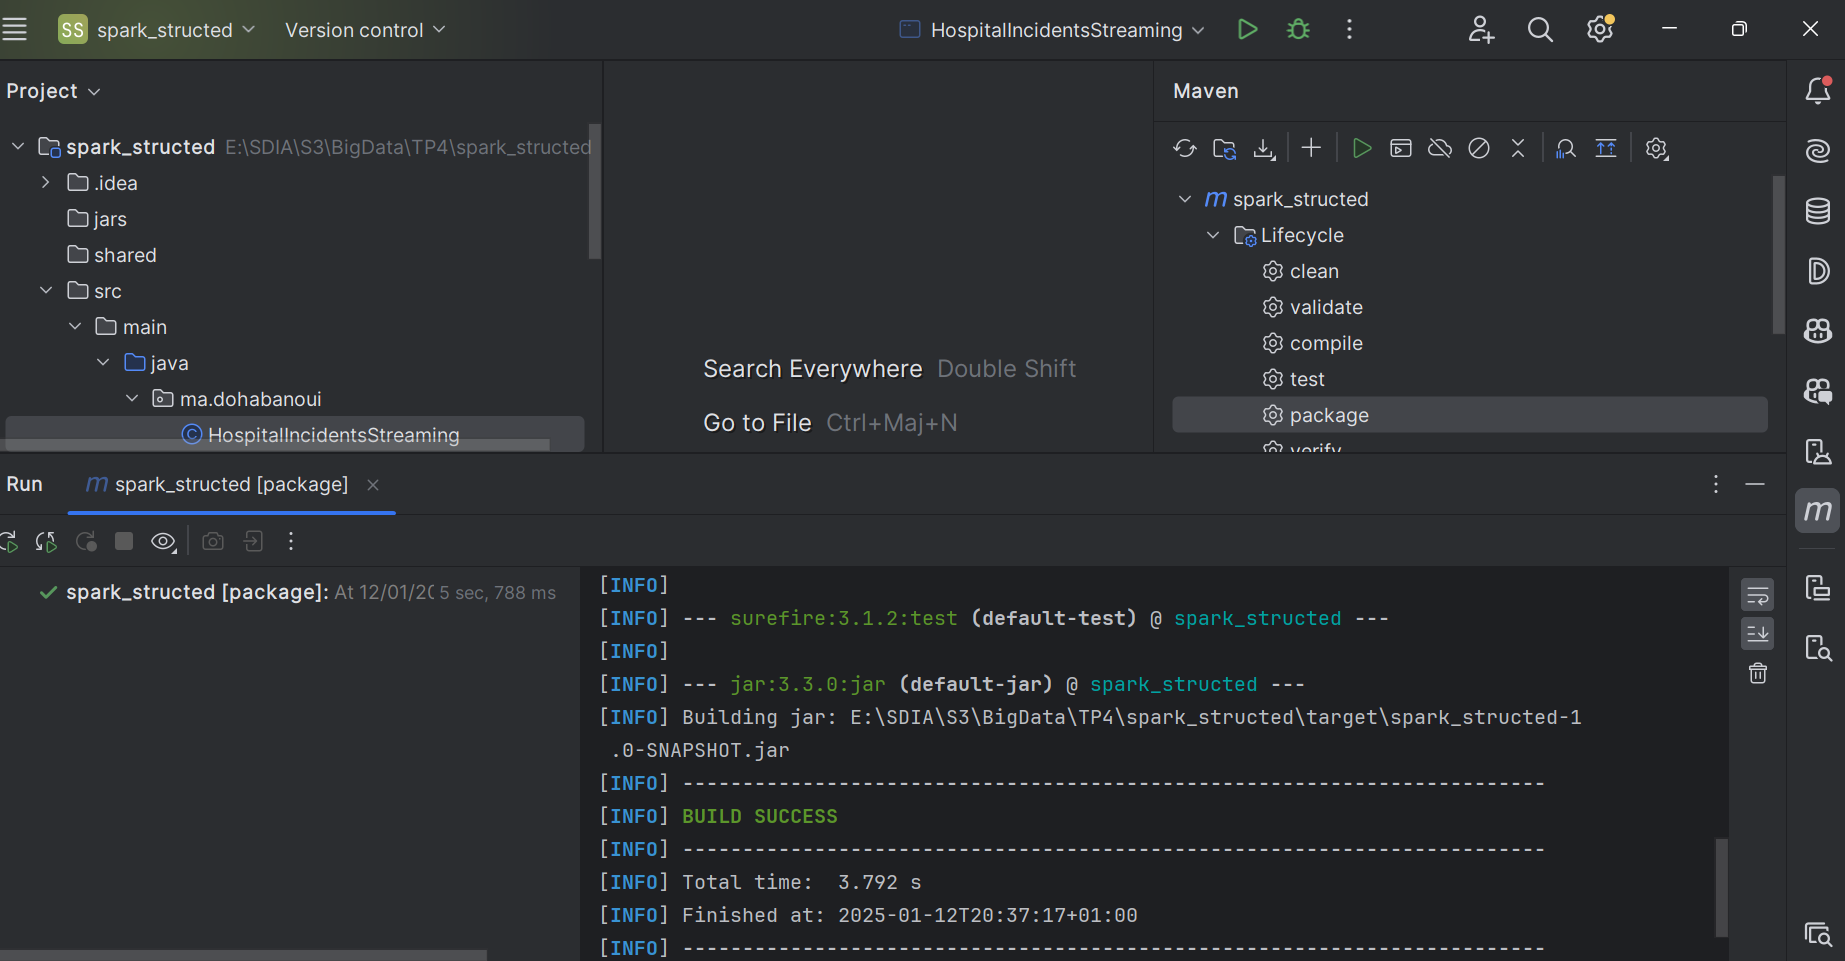 SS spark_structed Version control HospitalIncidentsStreaming
Project
spark_structed E:\SDIA\S3\BigData\TP4\spark_structed
.idea
jars
shared
src
main
java
ma.dohabanoui
HospitalIncidentsStreaming
Search Everywhere Double Shift
Go to File Ctrl+Maj+N
Maven
m spark_structed
Lifecycle
clean
validate
compile
test
package
verify
Run m spark_structed [package]
spark_structed [package]: At 12/01/20 5 sec, 788 ms
[INFO]
[INFO] --- surefire:3.1.2:test (default-test) @ spark_structed ---
[INFO]
[INFO] --- jar:3.3.0:jar (default-jar) @ spark_structed ---
[INFO] Building jar: E:\SDIA\S3\BigData\TP4\spark_structed\target\spark_structed-1
.0-SNAPSHOT.jar
[INFO] ------------------------------------------------------------------------
[INFO] BUILD SUCCESS
[INFO] ------------------------------------------------------------------------
[INFO] Total time:  3.792 s
[INFO] Finished at: 2025-01-12T20:37:17+01:00
[INFO] ------------------------------------------------------------------------
m